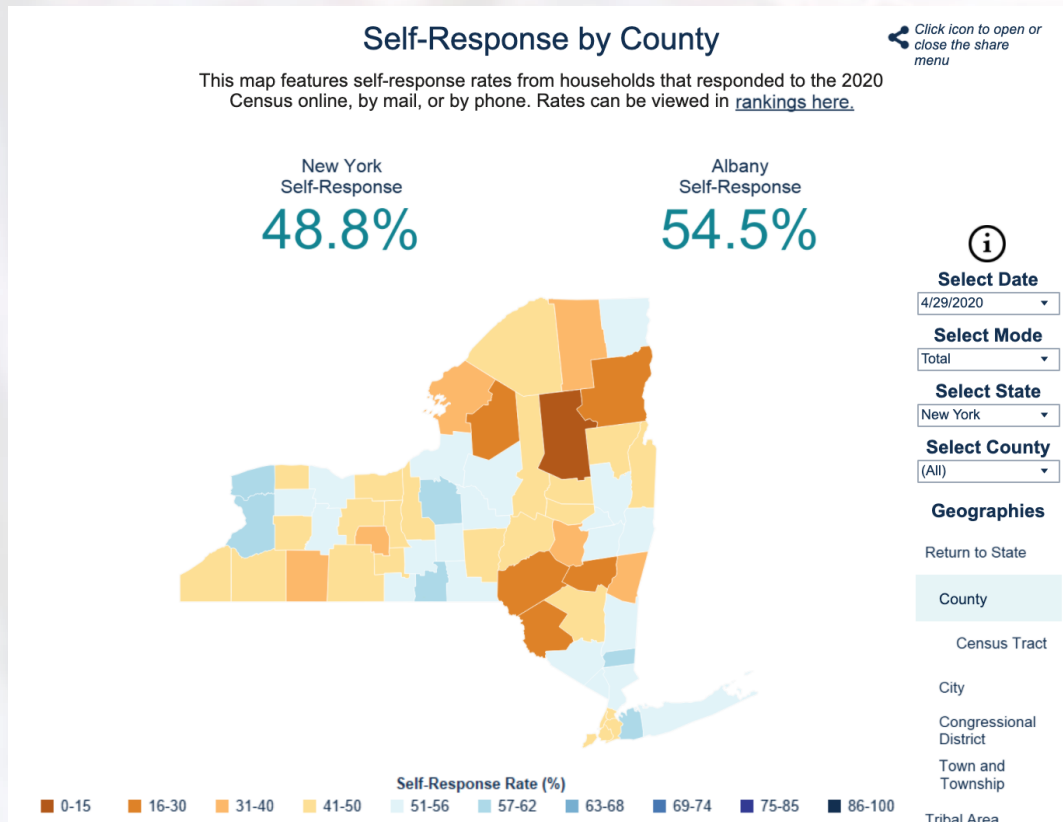 Self-Response by County
Click icon to open or
close the share
menu
This map features self-response rates from households that responded to the 2020
Census online, by mail, or by phone. Rates can be viewed in rankings here.
New York
Self-Response
48.8%
Albany
Self-Response
54.5%
i
Select Date
4/29/2020
Select Mode
Total
Select State
New York
Select County
(All)
Geographies
Return to State
County
Census Tract
City
Congressional
District
Town and
Township
Tribal Area
Self-Response Rate (%)
0-15 16-30 31-40 41-50 51-56 57-62 63-68 69-74 75-85 86-100